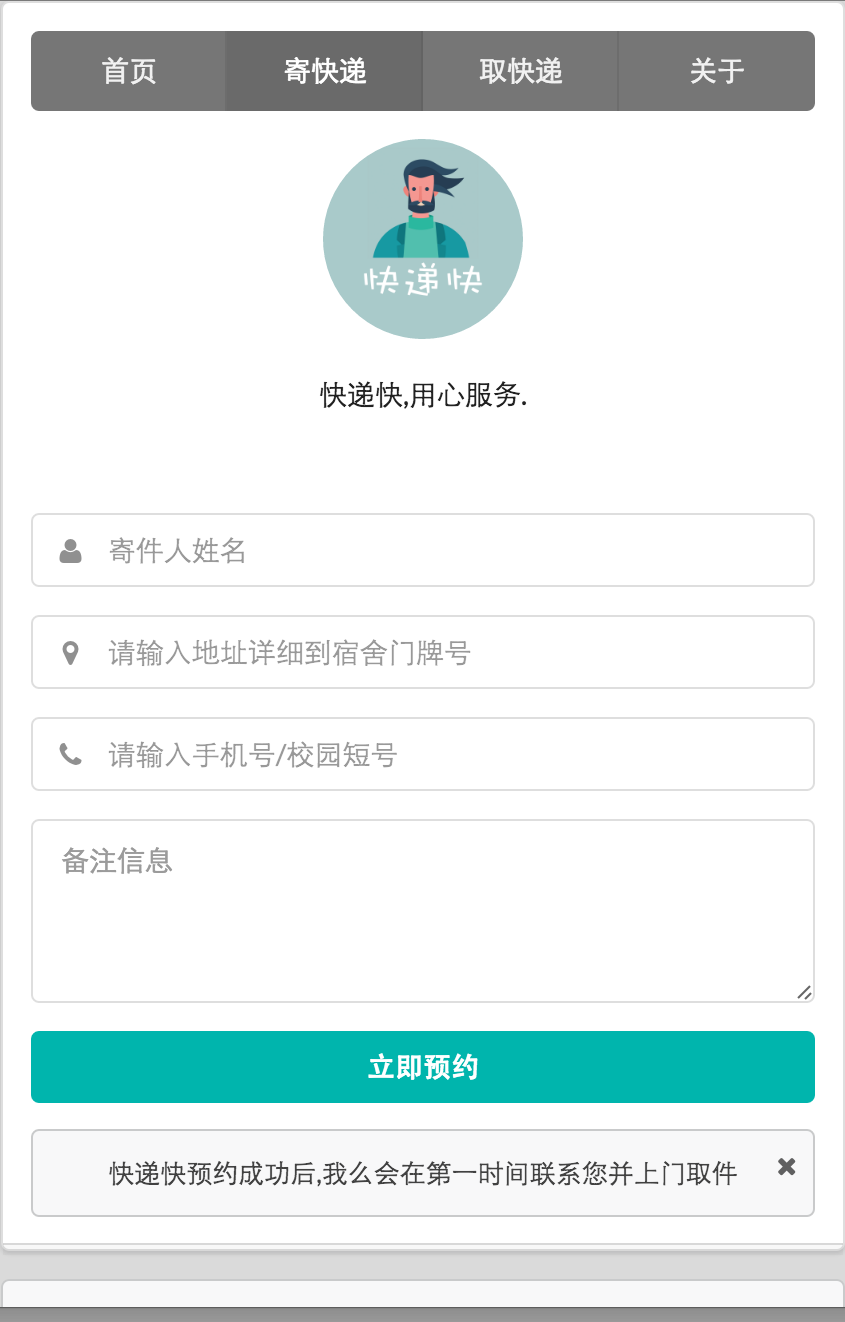 首页 寄快递 取快递 关于
快递快
快递快,用心服务.
寄件人姓名
请输入地址详细到宿舍门牌号
请输入手机号/校园短号
备注信息
立即预约
快递快预约成功后,我么会在第一时间联系您并上门取件